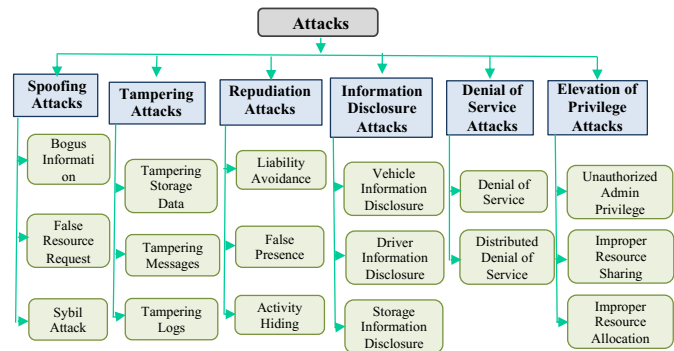 Attacks
Spoofing
Attacks
Bogus
Informati
on
False
Resource
Request
Sybil
Attack
Tampering
Attacks
Tampering
Storage
Data
Tampering
Messages
Tampering
Logs
Repudiation
Attacks
Liability
Avoidance
False
Presence
Activity
Hiding
Information
Disclosure
Attacks
Vehicle
Information
Disclosure
Driver
Information
Disclosure
Storage
Information
Disclosure
Denial of
Service
Attacks
Denial of
Service
Distributed
Denial of
Service
Elevation of
Privilege
Attacks
Unauthorized
Admin
Privilege
Improper
Resource
Sharing
Improper
Resource
Allocation